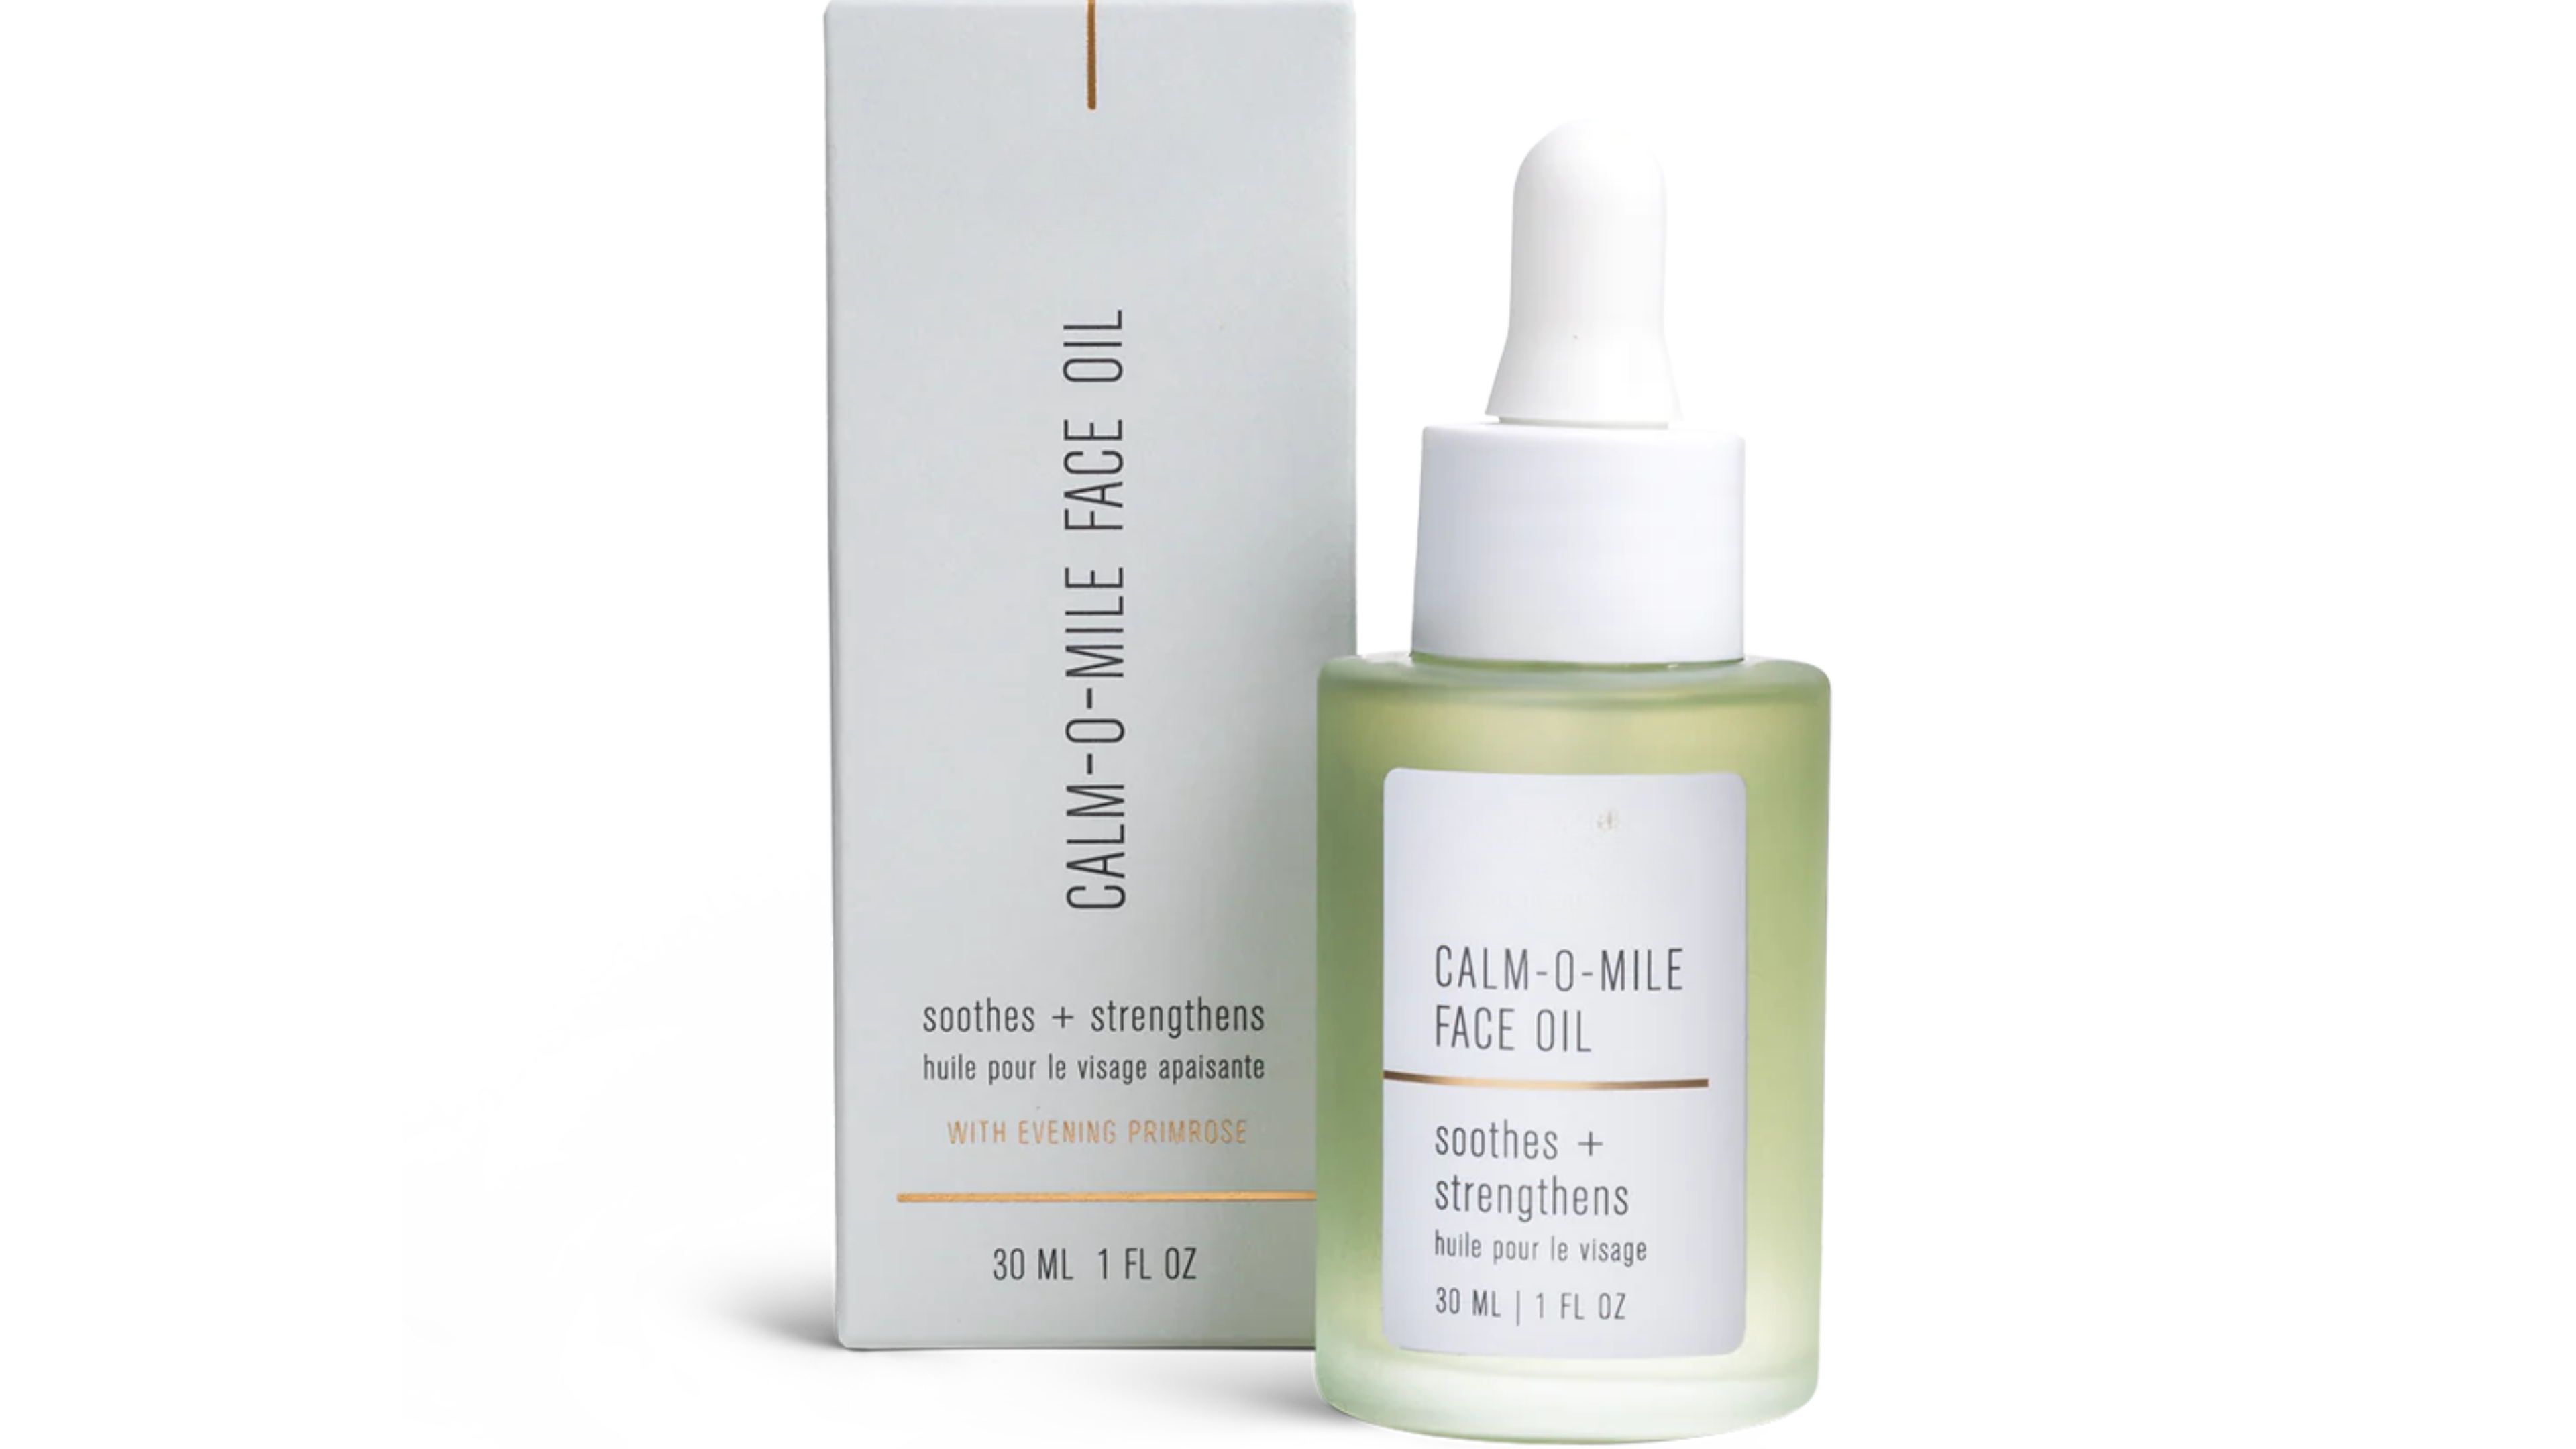 CALM-O-MILE FACE OIL
soothes + strengthens
huile pour le visage apaisante
WITH EVENING PRIMROSE
30 ML 1 FL OZ
CALM-O-MILE
FACE OIL
soothes +
strengthens
huile pour le visage
30 ML | 1 FL OZ